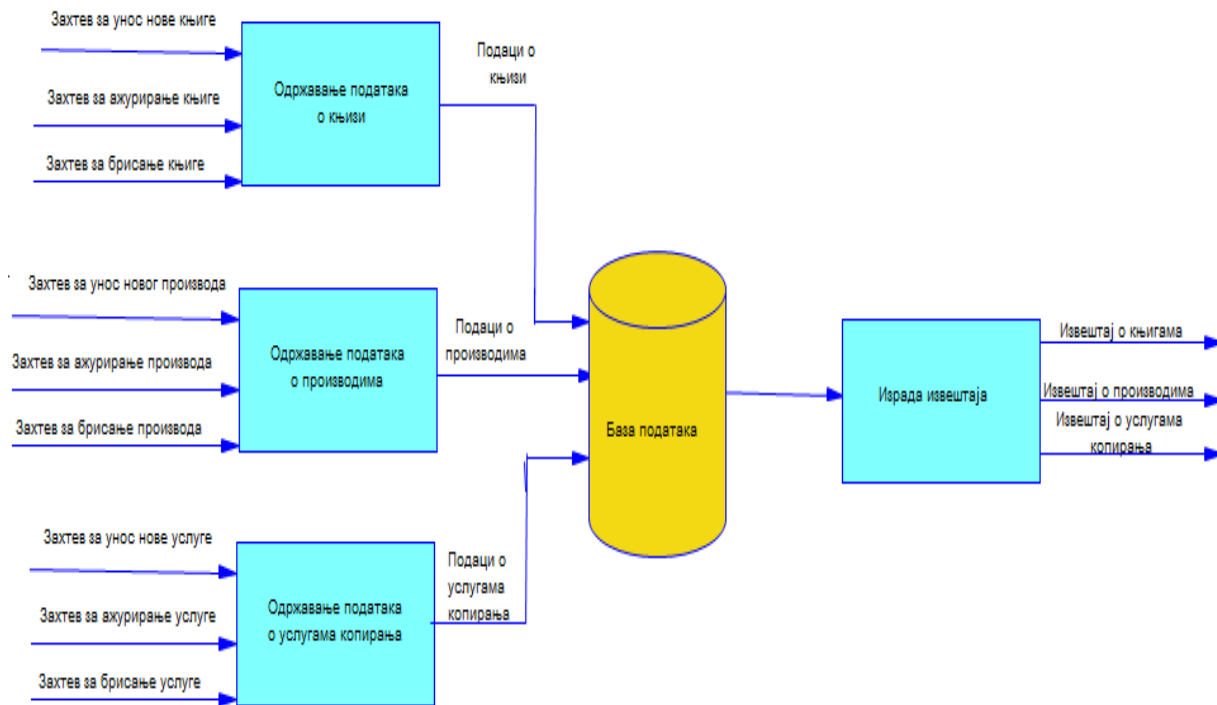 Захтев за унос нове књиге
Захтев за ажурирање књиге
Захтев за брисање књиге
Одржавање података
о књизи
Подаци о
књизи
Захтев за унос новог производа
Захтев за ажурирање производа
Захтев за брисање производа
Одржавање података
о производима
Подаци о
производима
Захтев за унос нове услуге
Захтев за ажурирање услуге
Захтев за брисање услуге
Одржавање података
о услугама копирања
Подаци о
услугама
копирања
База података
Израда извештаја
Извештај о књигама
Извештај о производима
Извештај о услугама
копирања